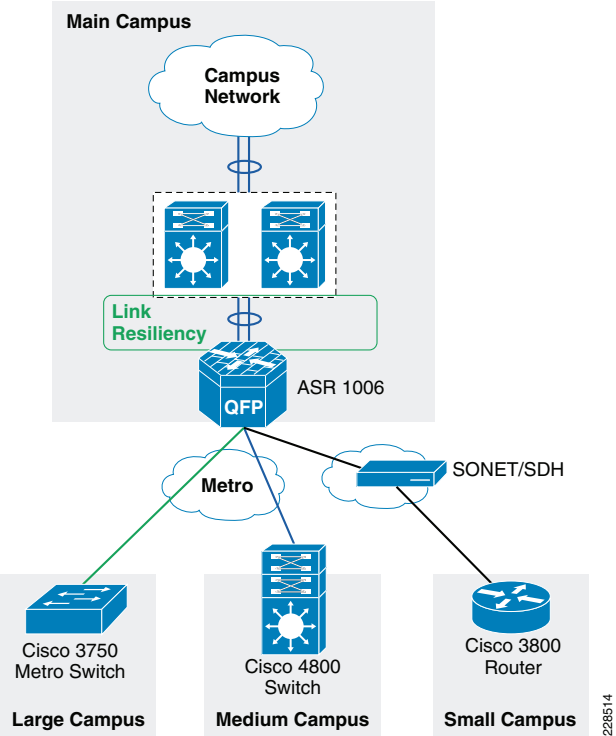 Main Campus
Campus
Network
Link
Resiliency
ASR 1006
QFP
SONET/SDH
Metro
Cisco 3750
Metro Switch
Cisco 4800
Switch
Cisco 3800
Router
Large Campus
Medium Campus
Small Campus
228514